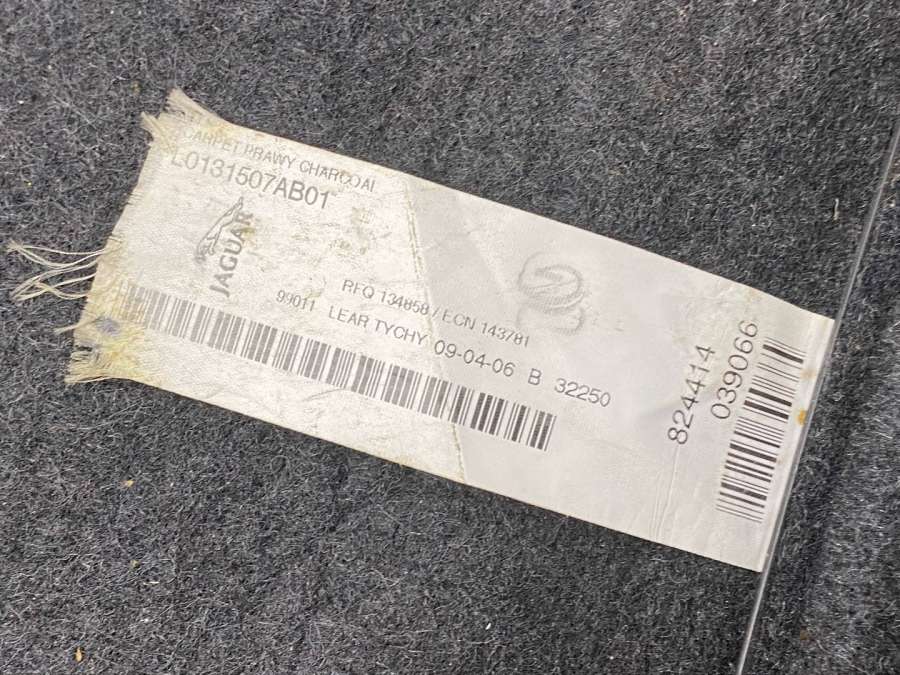 CARPET PRAWY CHARCOAL
L0131507AB01
JAGUAR
RFQ 134858 / ECN 143781
99011 LEAR TYCHY 09-04-06 B 32250
824414
039066